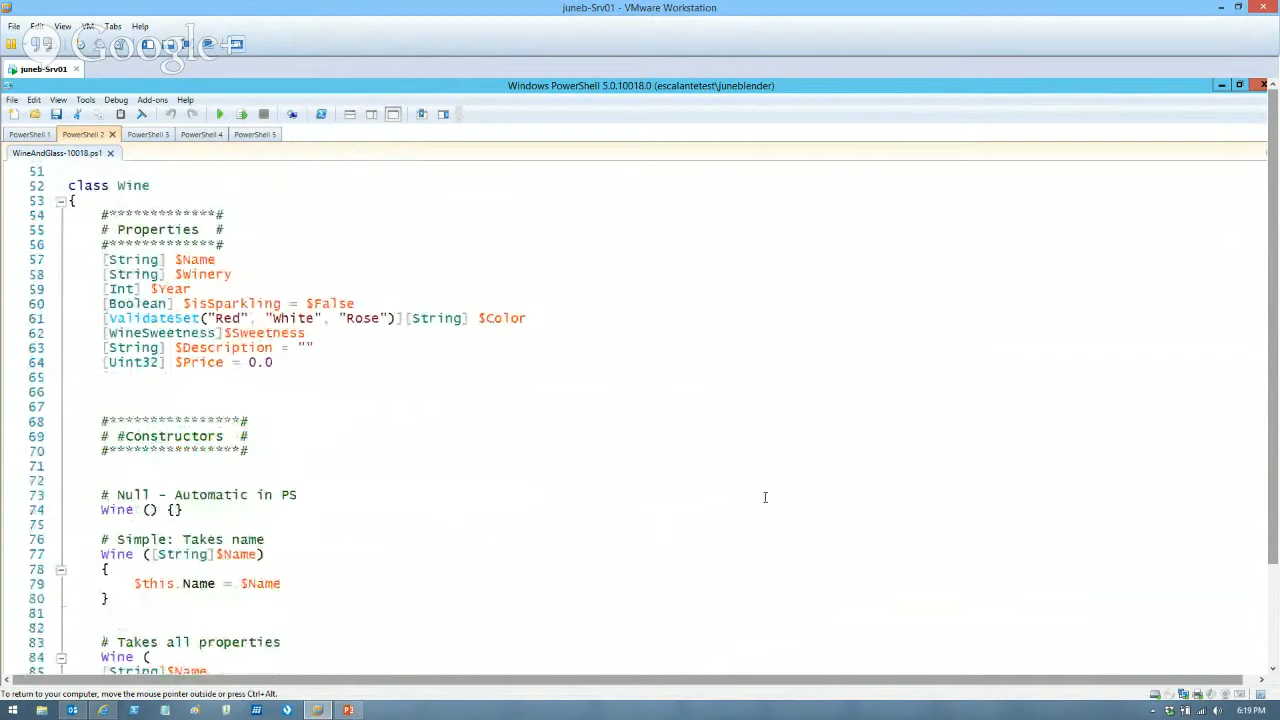 juneb-Srv01 - VMware Workstation
File Edit View VM Tabs Help
Google+
juneb-Srv01
Windows PowerShell 5.0.10018.0 (escalantetest\juneblender)
File Edit View Tools Debug Add-ons Help
PowerShell 1 PowerShell 2 PowerShell 3 PowerShell 4 PowerShell 5
WineAndGlass-10018.ps1
51
52 class Wine
53 {
54 #*************#
55 # Properties #
56 #*************#
57 [String] $Name
58 [String] $Winery
59 [Int] $Year
60 [Boolean] $isSparkling = $False
61 [ValidateSet("Red", "White", "Rose")][String] $Color
62 [WineSweetness]$Sweetness
63 [String] $Description = ""
64 [Uint32] $Price = 0.0
65
66
67
68 #****************#
69 # #Constructors #
70 #****************#
71
72
73 # Null - Automatic in PS
74 Wine () {}
75
76 # Simple: Takes name
77 Wine ([String]$Name)
78 {
79 $this.Name = $Name
80 }
81
82
83 # Takes all properties
84 Wine (
85 [String]$Name
To return to your computer, move the mouse pointer outside or press Ctrl+Alt.
6:19 PM